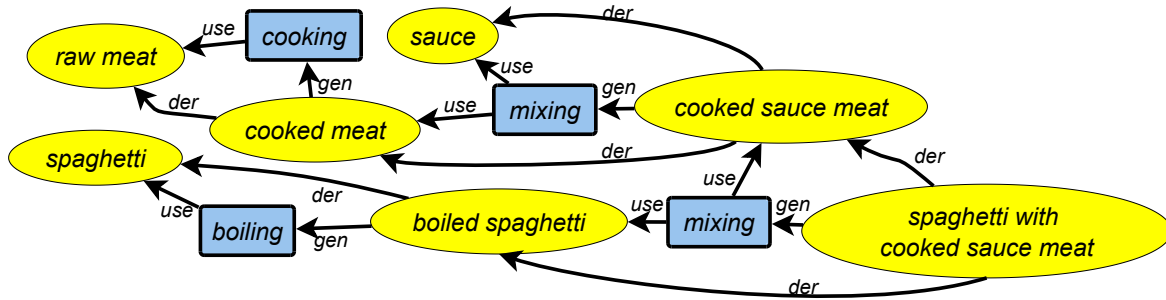 der
cooking
use
sauce
raw meat
use
gen
gen
der
use
mixing
cooked sauce meat
cooked meat
spaghetti
der
der
use
der
use
use
gen
boiled spaghetti
mixing
spaghetti with
cooked sauce meat
boiling
gen
der